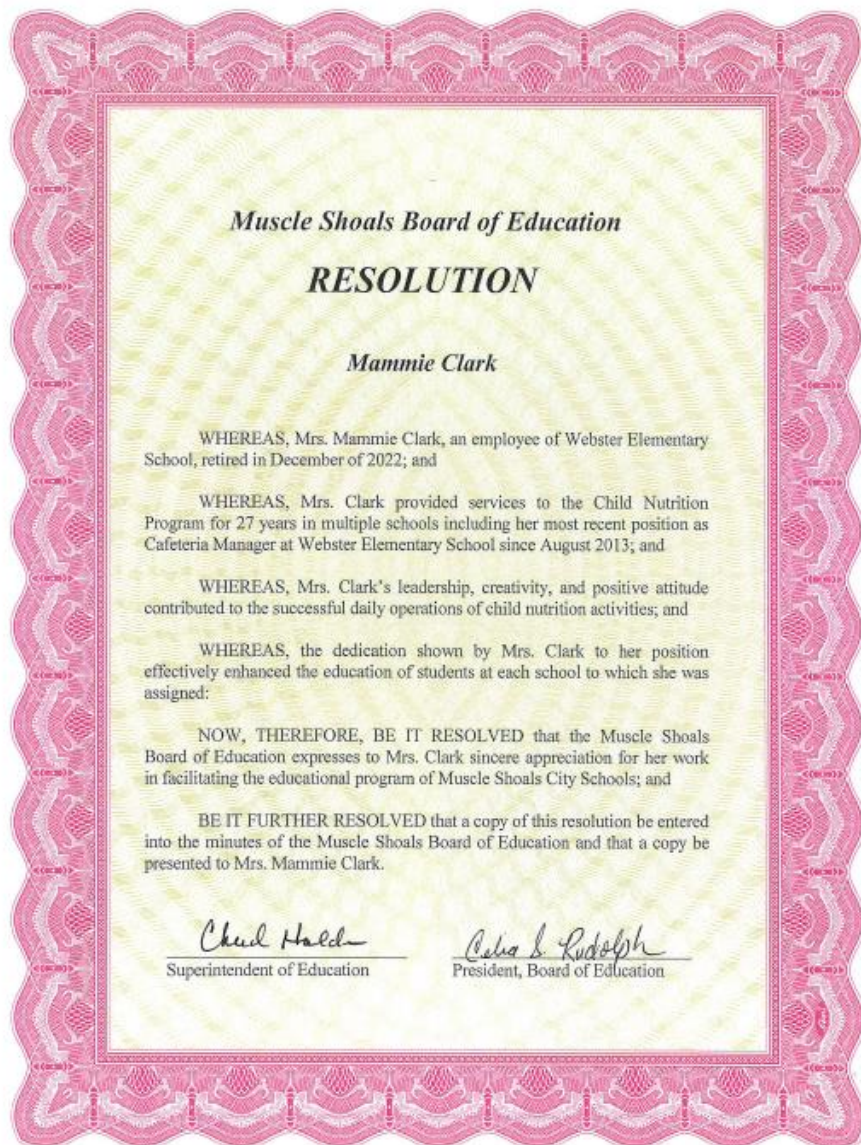 Muscle Shoals Board of Education
RESOLUTION
Mammie Clark
WHEREAS, Mrs. Mammie Clark, an employee of Webster Elementary
School, retired in December of 2022; and
WHEREAS, Mrs. Clark provided services to the Child Nutrition
Program for 27 years in multiple schools including her most recent position as
Cafeteria Manager at Webster Elementary School since August 2013; and
WHEREAS, Mrs. Clark's leadership, creativity, and positive attitude
contributed to the successful daily operations of child nutrition activities; and
WHEREAS, the dedication shown by Mrs. Clark to her position
effectively enhanced the education of students at each school to which she was
assigned:
NOW, THEREFORE, BE IT RESOLVED that the Muscle Shoals
Board of Education expresses to Mrs. Clark sincere appreciation for her work
in facilitating the educational program of Muscle Shoals City Schools; and
BE IT FURTHER RESOLVED that a copy of this resolution be entered
into the minutes of the Muscle Shoals Board of Education and that a copy be
presented to Mrs. Mammie Clark.
Celia S. Rudolph
Superintendent of Education President, Board of Education